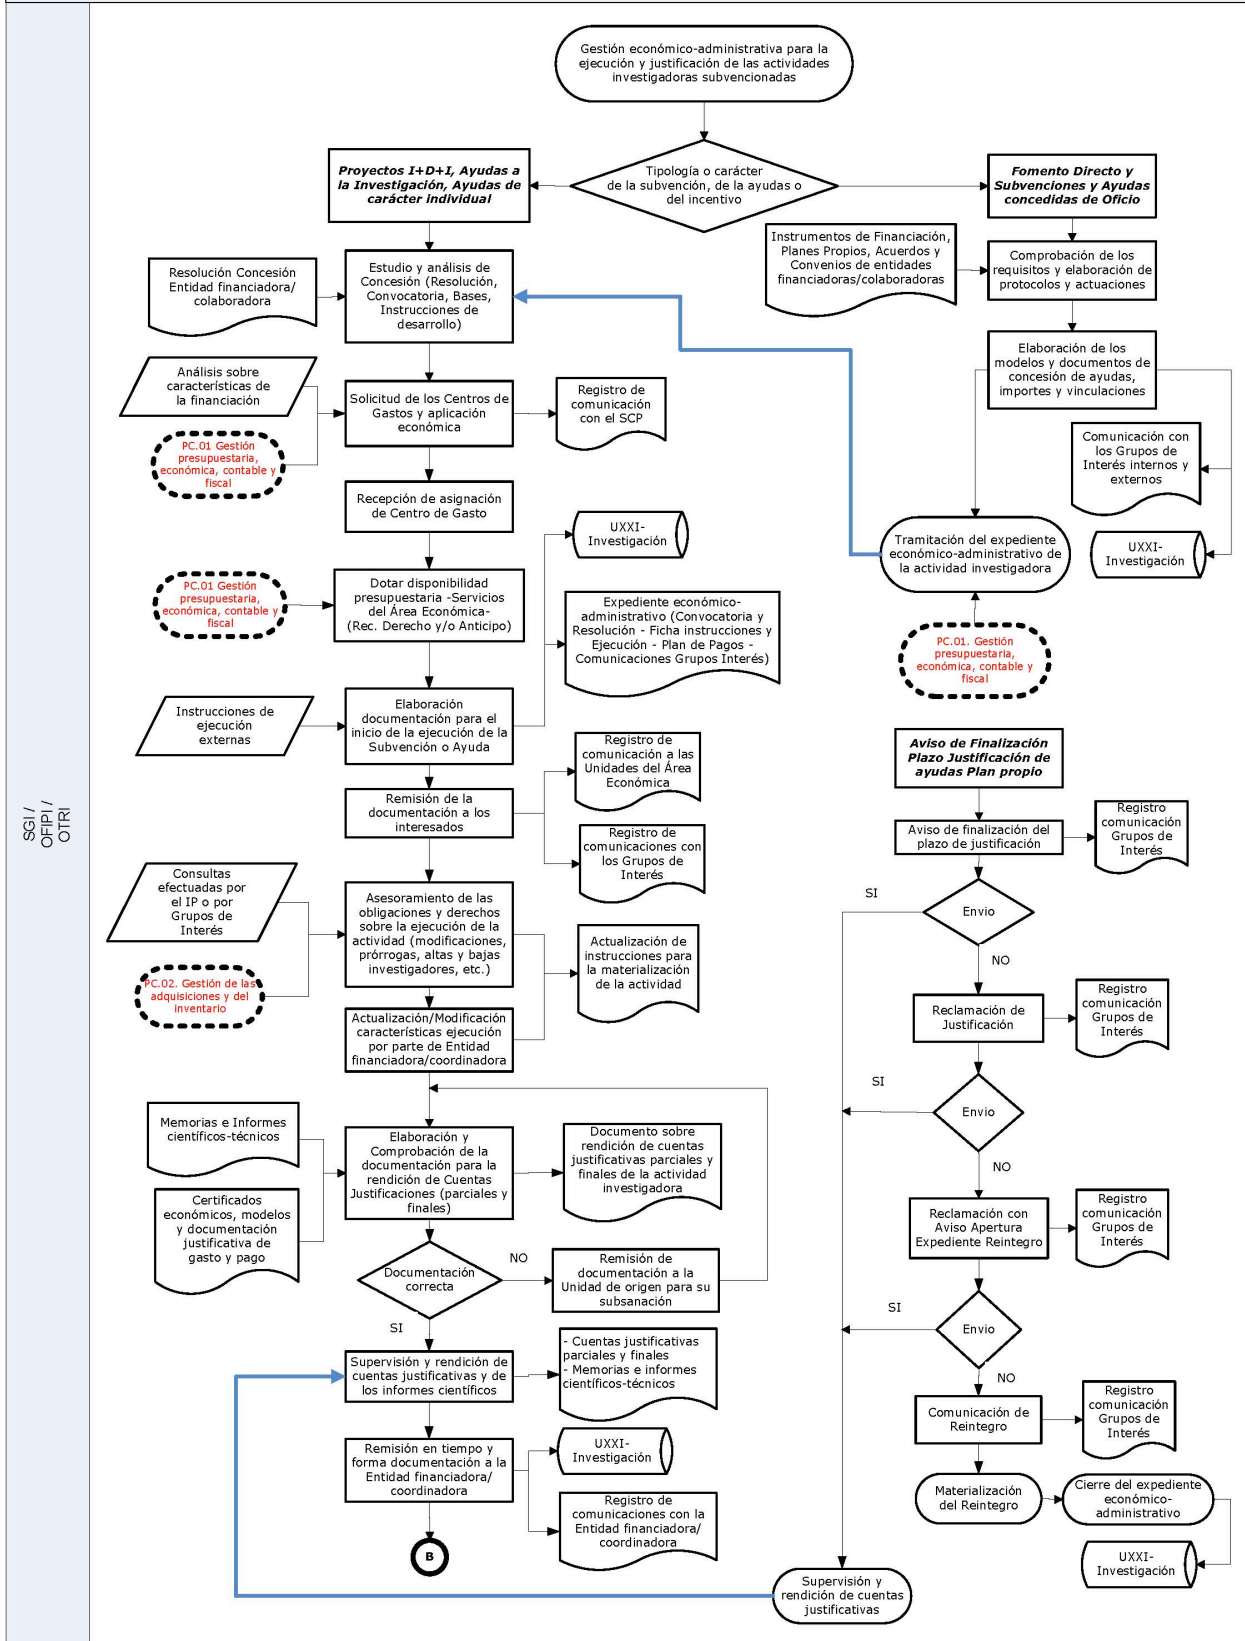 SGI /
OFIPI /
OTRI
Gestión económico-administrativa para la
ejecución y justificación de las actividades
investigadoras subvencionadas
Tipología o carácter
de la subvención, de la ayudas o
del incentivo
Proyectos I+D+I, Ayudas a
la Investigación, Ayudas de
carácter individual
Fomento Directo y
Subvenciones y Ayudas
concedidas de Oficio
Resolución Concesión
Entidad financiadora/
colaboradora
Estudio y análisis de
Concesión (Resolución,
Convocatoria, Bases,
Instrucciones de
desarrollo)
Instrumentos de Financiación,
Planes Propios, Acuerdos y
Convenios de entidades
financiadoras/colaboradoras
Comprobación de los
requisitos y elaboración de
protocolos y actuaciones
Elaboración de los
modelos y documentos de
concesión de ayudas,
importes y vinculaciones
Análisis sobre
características de
la financiación
Solicitud de los Centros de
Gastos y aplicación
económica
Registro de
comunicación
con el SCP
PC.01 Gestión
presupuestaria,
económica, contable y
fiscal
Comunicación con
los Grupos de
Interés internos y
externos
Recepción de asignación
de Centro de Gasto
UXXI-
Investigación
Tramitación del expediente
económico-administrativo de
la actividad investigadora
UXXI-
Investigación
PC.01 Gestión
presupuestaria,
económica, contable y
fiscal
Dotar disponibilidad
presupuestaria -Servicios
del Área Económica-
(Rec. Derecho y/o Anticipo)
Expediente económico-
administrativo (Convocatoria y
Resolución - Ficha instrucciones y
Ejecución - Plan de Pagos -
Comunicaciones Grupos Interés)
PC.01. Gestión
presupuestaria,
económica, contable y
fiscal
Instrucciones de
ejecución
externas
Elaboración
documentación para el
inicio de la ejecución de la
Subvención o Ayuda
Registro de
comunicación a las
Unidades del Área
Económica
Aviso de Finalización
Plazo Justificación de
ayudas Plan propio
Remisión de la
documentación a los
interesados
Registro de
comunicaciones con
los Grupos de
Interés
Aviso de finalización del
plazo de justificación
Registro
comunicación
Grupos de
Interés
Consultas
efectuadas por
el IP o por
Grupos de
Interés
Asesoramiento de las
obligaciones y derechos
sobre la ejecución de la
actividad (modificaciones,
prórrogas, altas y bajas
investigadores, etc.)
Actualización de
instrucciones para
la materialización
de la actividad
SI
Envio
NO
PC.02. Gestión de las
adquisiciones y del
inventario
Actualización/Modificación
características ejecución
por parte de Entidad
financiadora/coordinadora
Reclamación de
Justificación
Registro
comunicación
Grupos de
Interés
SI
Envio
NO
Memorias e Informes
científicos-técnicos
Elaboración y
Comprobación de la
documentación para la
rendición de Cuentas
Justificaciones (parciales y
finales)
Documento sobre
rendición de cuentas
justificativas parciales y
finales de la actividad
investigadora
Certificados
económicos, modelos
y documentación
justificativa de
gasto y pago
Reclamación con
Aviso Apertura
Expediente Reintegro
Registro
comunicación
Grupos de
Interés
Documentación
correcta
NO
Remisión de
documentación a la
Unidad de origen para su
subsanación
SI
SI
Envio
NO
Supervisión y rendición de
cuentas justificativas y de
los informes científicos
- Cuentas justificativas
parciales y finales
- Memorias e informes
científicos-técnicos
Comunicación de
Reintegro
Registro
comunicación
Grupos de
Interés
Remisión en tiempo y
forma documentación a la
Entidad financiadora/
coordinadora
UXXI-
Investigación
Registro de
comunicaciones con la
Entidad financiadora/
coordinadora
Materialización
del Reintegro
Cierre del expediente
económico-
administrativo
B
UXXI-
Investigación
Supervisión y
rendición de cuentas
justificativas